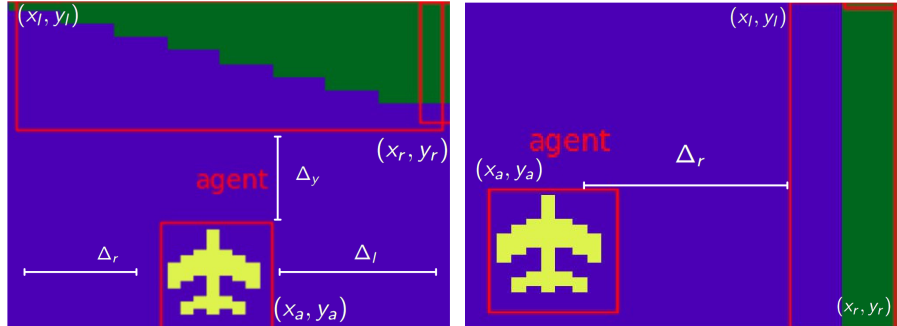 (x_l, y_l)
(x_r, y_r)
agent
Δ_y
Δ_r
Δ_l
(x_a, y_a)
(x_l, y_l)
agent
(x_a, y_a)
Δ_r
(x_r, y_r)